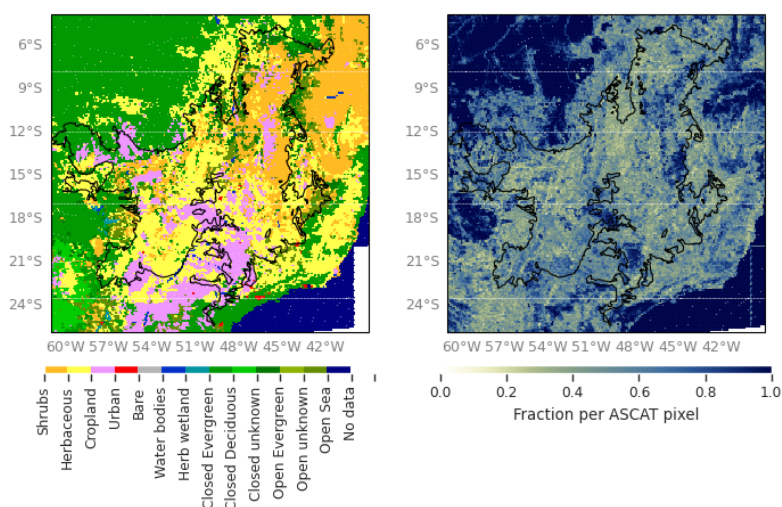 6°S
9°S
12°S
15°S
18°S
21°S
24°S
60°W 57°W 54°W 51°W 48°W 45°W 42°W
Shrubs
Herbaceous
Cropland
Urban
Bare
Water bodies
Herb wetland
Closed Evergreen
Closed Deciduous
Closed unknown
Open Evergreen
Open unknown
Open Sea
No data
6°S
9°S
12°S
15°S
18°S
21°S
24°S
60°W 57°W 54°W 51°W 48°W 45°W 42°W
0.0 0.2 0.4 0.6 0.8 1.0
Fraction per ASCAT pixel